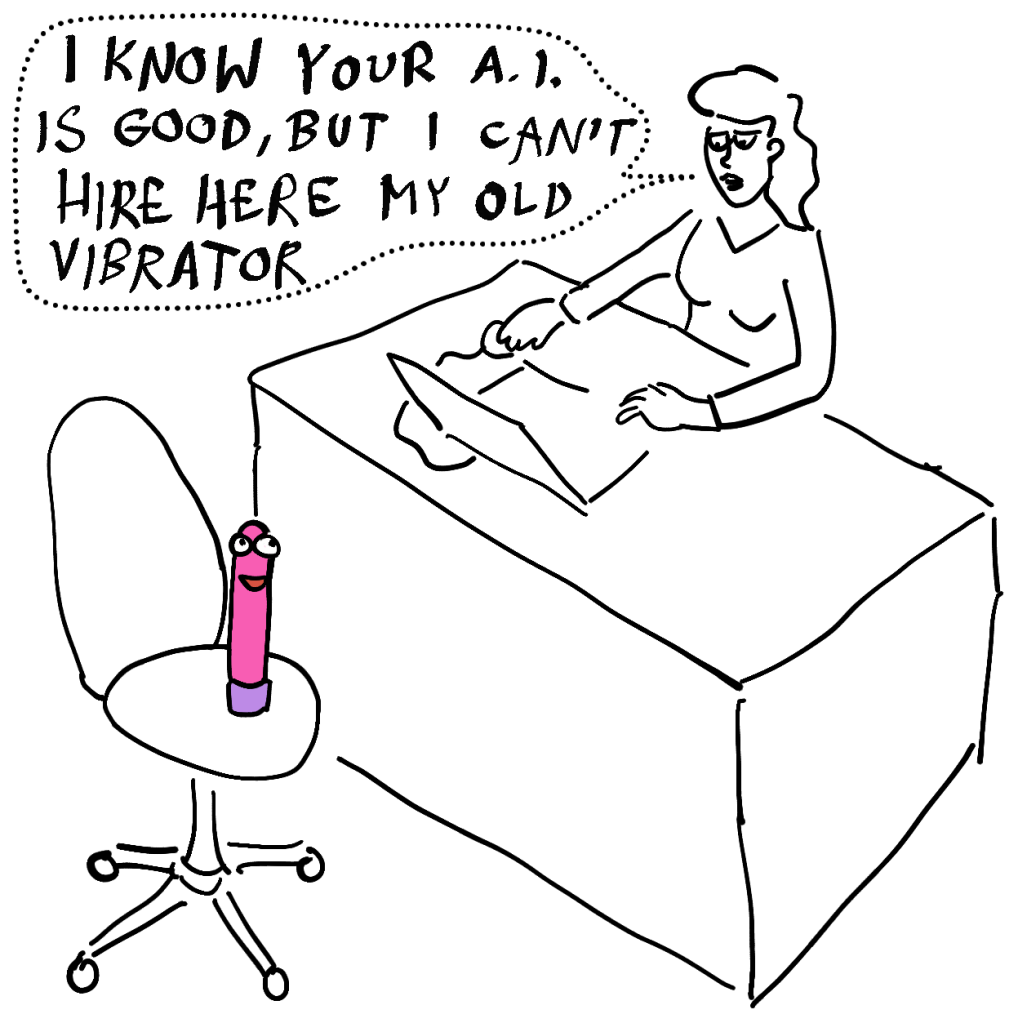 I KNOW YOUR A.I.
IS GOOD, BUT I CAN'T
HIRE HERE MY OLD
VIBRATOR